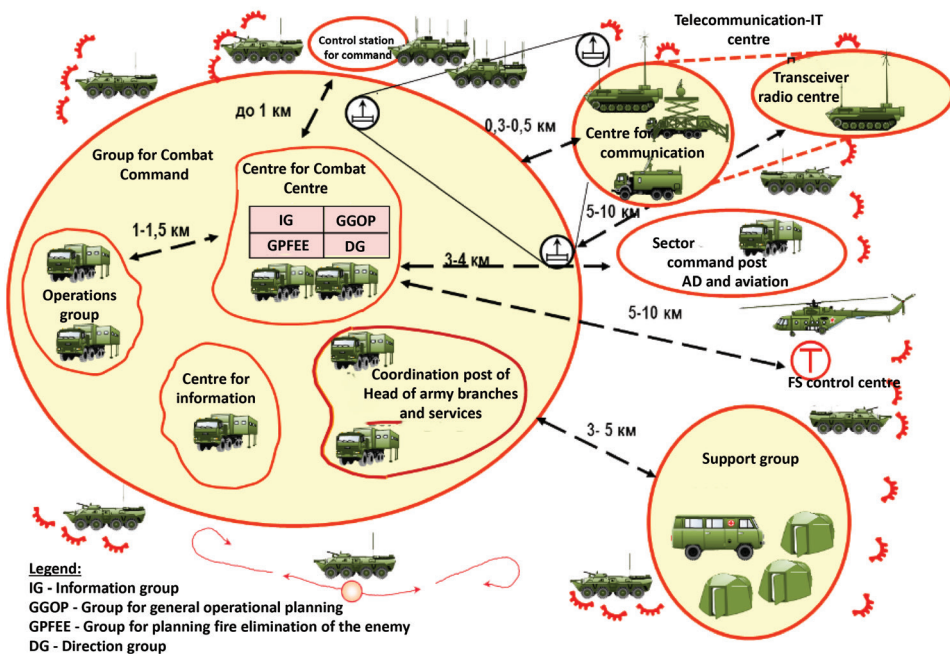 Telecommunication-IT
centre
Control station
for command
Transceiver
radio centre
до 1 км
0,3-0,5 км
Centre for
communication
Group for Combat
Command
Centre for Combat
Centre
IG
GGOP
GPFEE
DG
1-1,5 км
5-10 км
3-4 км
Sector
command post
AD and aviation
Operations
group
5-10 км
Centre for
information
Coordination post of
Head of army branches
and services
T
FS control centre
3- 5 км
Support group
Legend:
IG - Information group
GGOP - Group for general operational planning
GPFEE - Group for planning fire elimination of the enemy
DG - Direction group